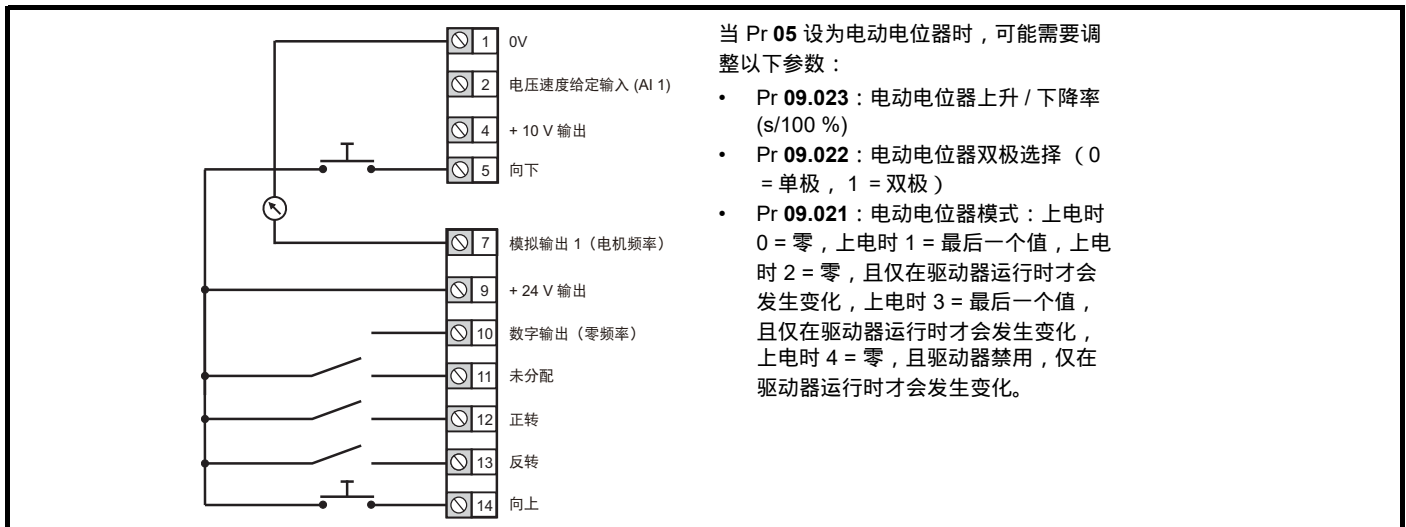 1 0V
2 电压速度给定输入 (AI 1)
4 + 10 V 输出
5 向下
7 模拟输出 1（电机频率）
9 + 24 V 输出
10 数字输出（零频率）
11 未分配
12 正转
13 反转
14 向上
当 Pr 05 设为电动电位器时，可能需要调
整以下参数：
• Pr 09.023：电动电位器上升 / 下降率
(s/100 %)
• Pr 09.022：电动电位器双极选择 （0
= 单极，1 = 双极）
• Pr 09.021：电动电位器模式：上电时
0 = 零，上电时 1 = 最后一个值，上电
时 2 = 零，且仅在驱动器运行时才会
发生变化，上电时 3 = 最后一个值，
且仅在驱动器运行时才会发生变化，
上电时 4 = 零，且驱动器禁用，仅在
驱动器运行时才会发生变化。